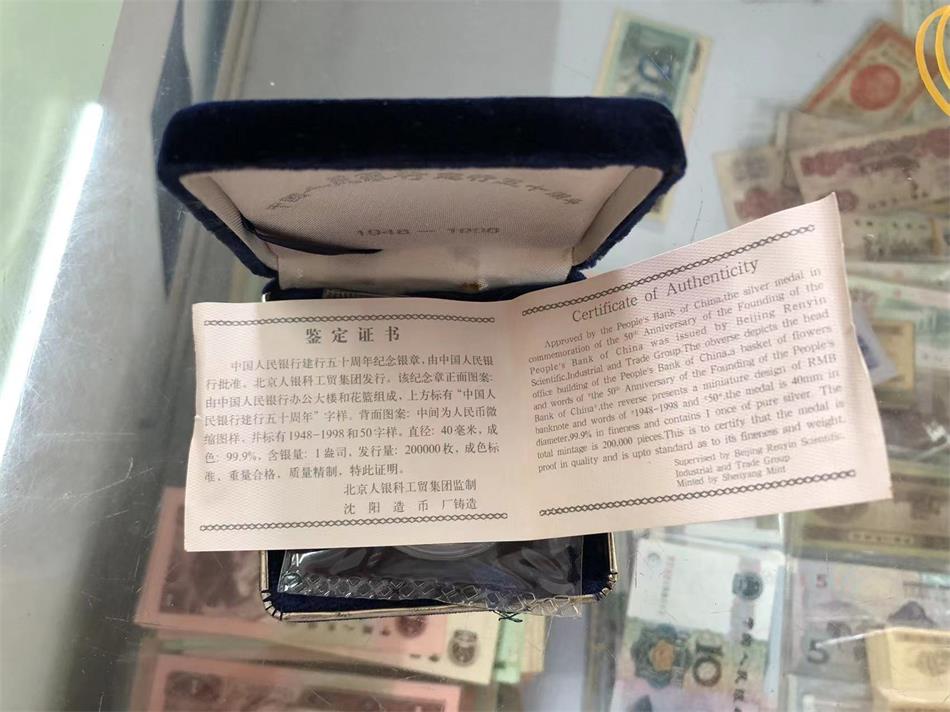 中国人民银行建行五十周年
1948 — 1998
鉴定证书
中国人民银行建行五十周年纪念银章,由中国人民银
行批准。北京人银科工贸集团发行。该纪念章正面图案:
由中国人民银行办公大楼和花篮组成,上方标有“中国人
民银行建行五十周年”字样。背面图案:中间为人民币微
缩图样,并标有1948-1998和50字样。直径:40毫米,成
色:99.9%,含银量:1盎司,发行量:200000枚,成色标
准、重量合格,质量精制,特此证明。
北京人银科工贸集团监制
沈阳造币厂铸造
Certificate of Authenticity
Approved by the People's Bank of China,the silver medal in
commemoration of the 50th Anniversary of the Founding of the
People's Bank of China was issued by Beijing Renyin
Scientific,Industrial and Trade Group.The obverse depicts the head
office building of the People's Bank of China,a basket of flowers
and words of "the 50th Anniversary of the Founding of the People's
Bank of China",the reverse presents a miniature design of RMB
banknote and words of "1948-1998 and <50>,the medal is 40mm in
diameter,99.9% in fineness and contains 1 once of pure silver. The
total mintage is 200,000 pieces.This is to certify that the medal is
proof in quality and is upto standard as to its fineness and weight.
Supervised by Beijing Renyin Scientific-
Industrial and Trade Group
Minted by Shenyang Mint
10
5
5